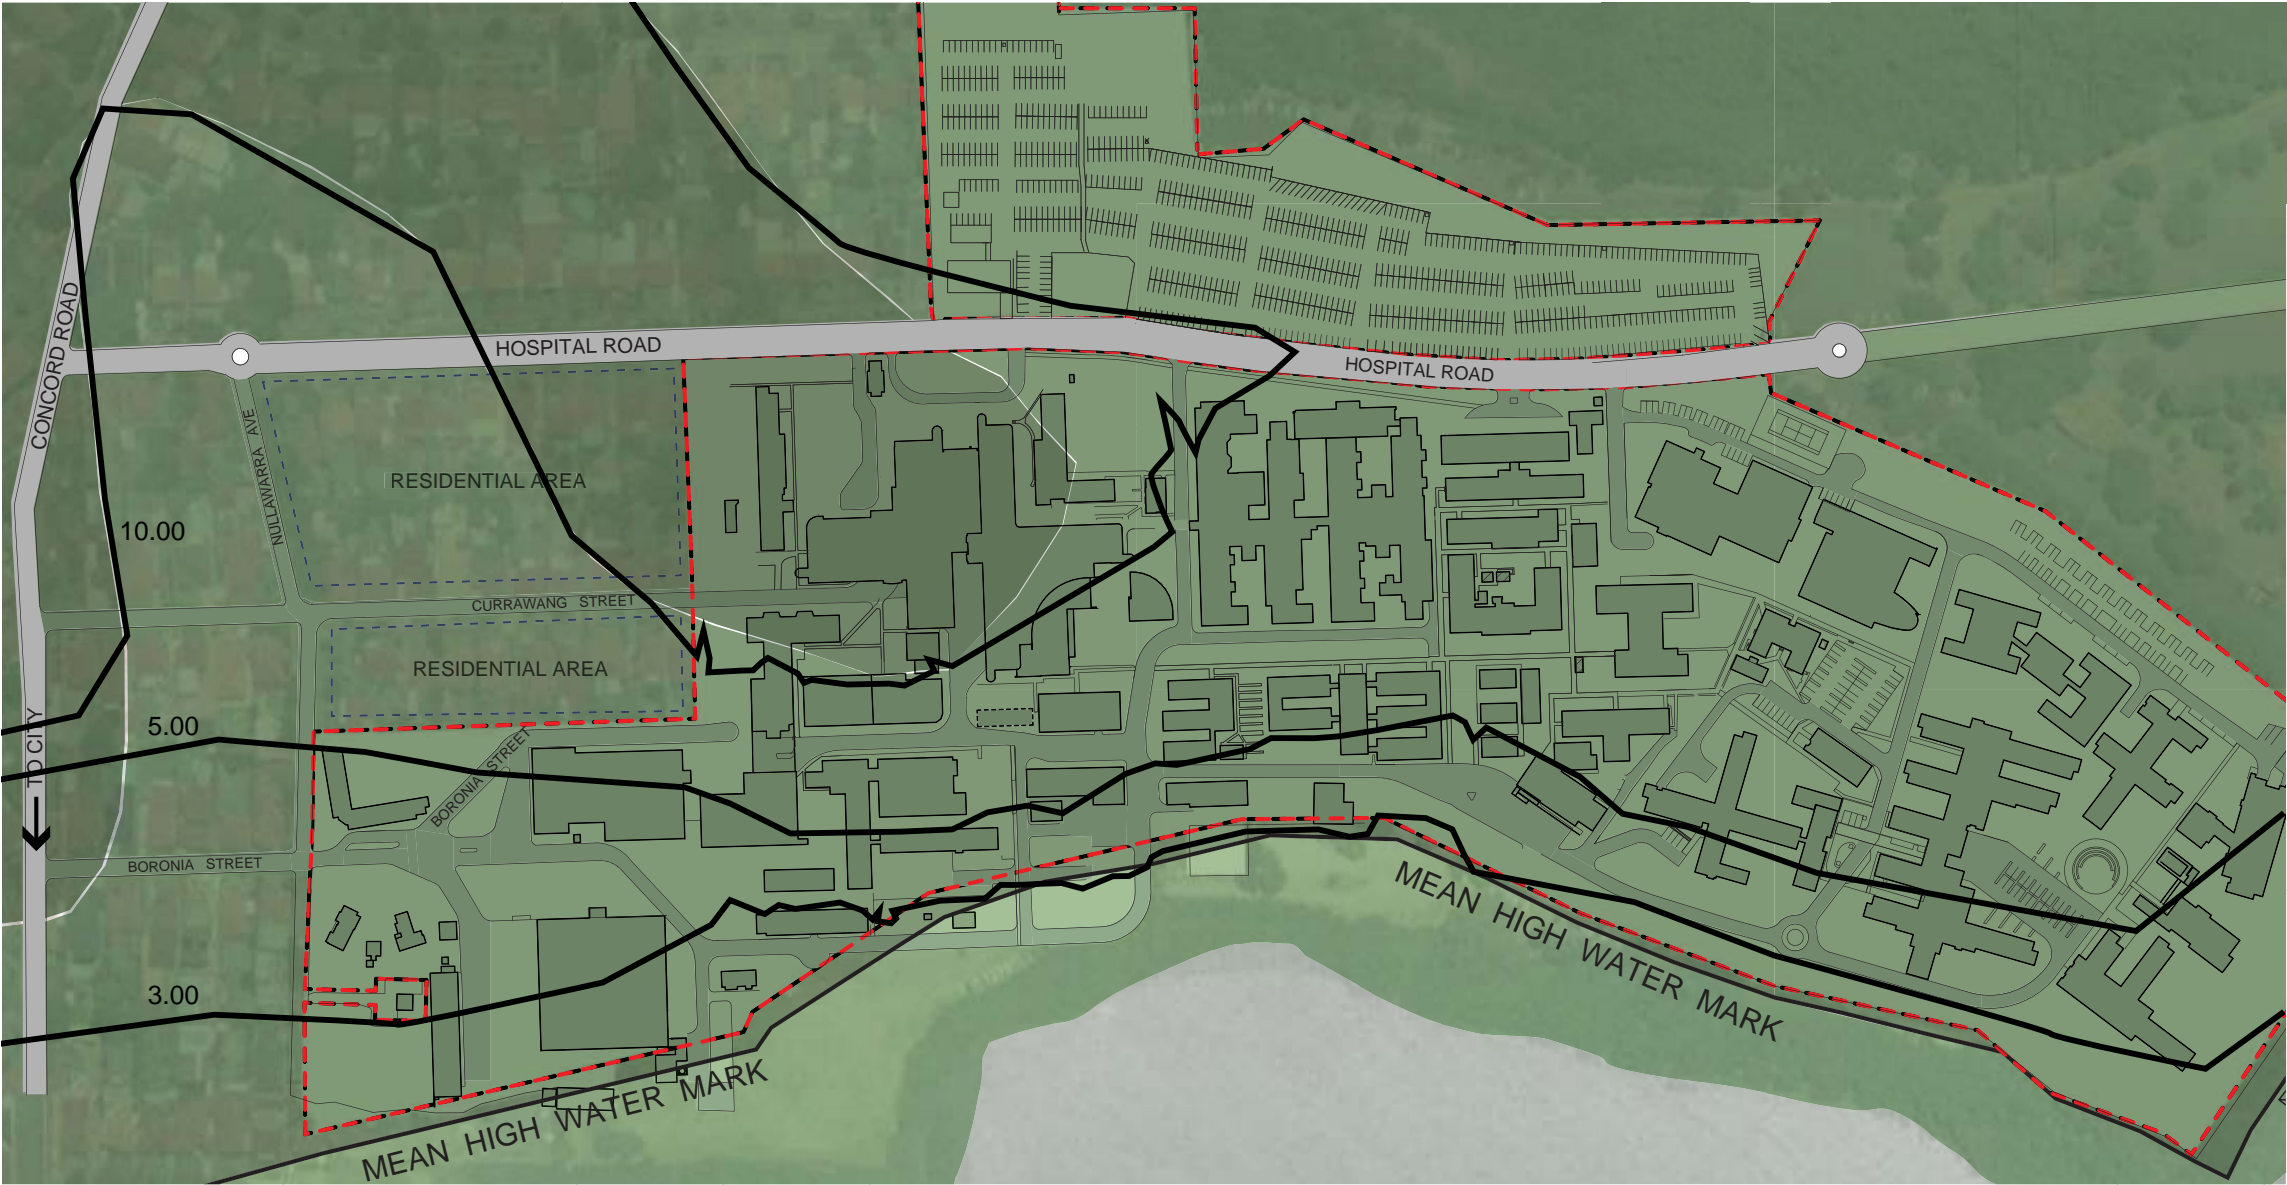 CONCORD ROAD
HOSPITAL ROAD
HOSPITAL ROAD
NULLAWARRA AVE
RESIDENTIAL AREA
10.00
CURRAWANG STREET
RESIDENTIAL AREA
5.00
TO CITY
BORONIA STREET
BORONIA STREET
3.00
MEAN HIGH WATER MARK
MEAN HIGH WATER MARK